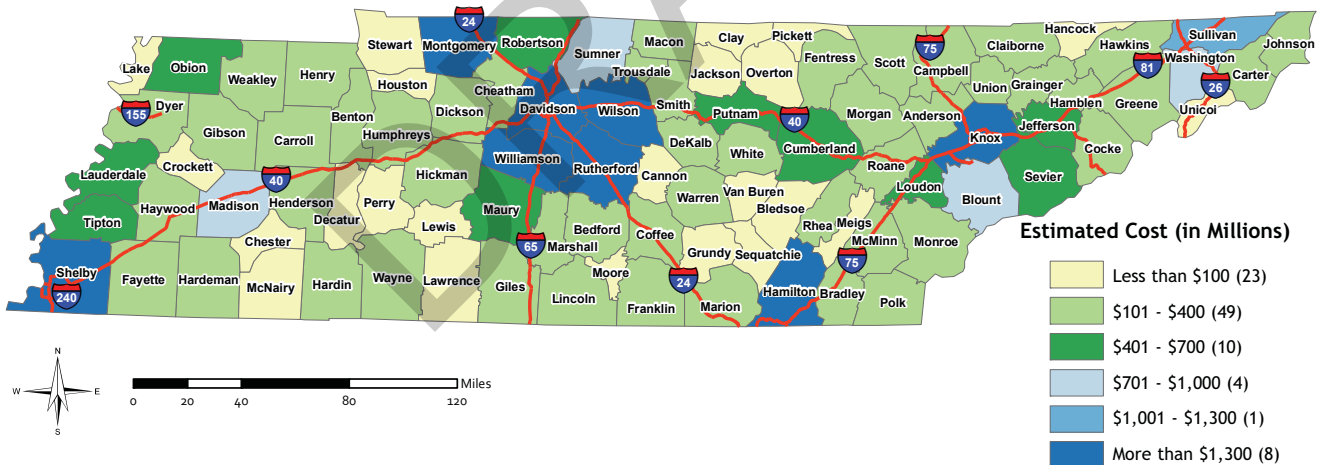 24
Stewart
Montgomery
Robertson
Sumner
Macon
Clay
Pickett
Fentress
Scott
75
Campbell
Claiborne
Hancock
Hawkins
Sullivan
Johnson
Lake
Obion
Weakley
Henry
Houston
Cheatham
Trousdale
Jackson
Overton
Union
Grainger
81
Washington
26
Carter
155
Dyer
Gibson
Carroll
Benton
Humphreys
Dickson
Davidson
Wilson
Smith
Putnam
40
Morgan
Anderson
Knox
Hamblen
Jefferson
Greene
Unicoi
Crockett
Lauderdale
Haywood
Madison
40
Henderson
Decatur
Perry
Hickman
Williamson
Rutherford
Cannon
DeKalb
White
Cumberland
Roane
Loudon
Blount
Sevier
Cocke
Tipton
Chester
Lewis
Maury
Bedford
Marshall
Coffee
Warren
Van Buren
Bledsoe
Rhea
Meigs
McMinn
Monroe
Shelby
240
Fayette
Hardeman
McNairy
Hardin
Wayne
Lawrence
Giles
65
Moore
Lincoln
Franklin
24
Grundy
Sequatchie
Marion
Hamilton
75
Bradley
Polk
Estimated Cost (in Millions)
Less than $100 (23)
$101 - $400 (49)
$401 - $700 (10)
$701 - $1,000 (4)
$1,001 - $1,300 (1)
More than $1,300 (8)
N
W E
S
Miles
0 20 40 80 120